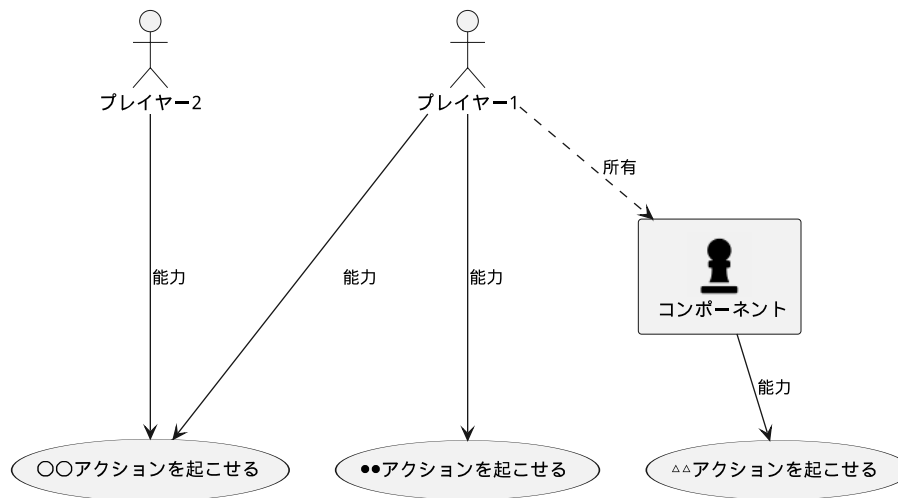 プレイヤー2
プレイヤー1
所有
能力
能力
能力
コンポーネント
能力
○○アクションを起こせる
●●アクションを起こせる
△△アクションを起こせる